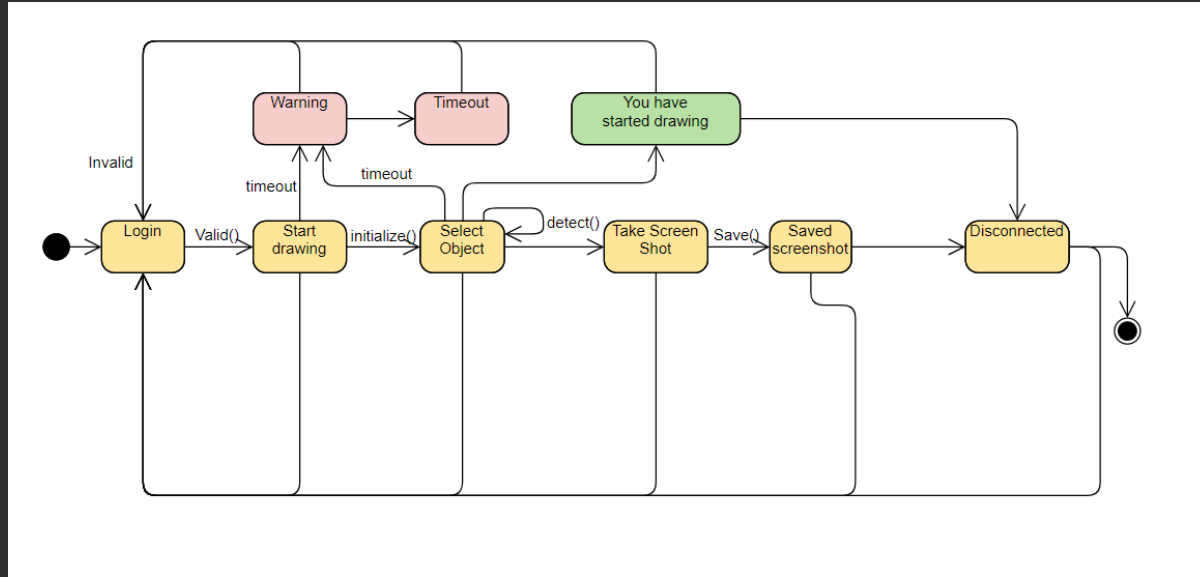 Warning
Timeout
You have
started drawing
Invalid
timeout
timeout
Login
Valid()
Start
drawing
initialize()
Select
Object
detect()
Take Screen
Shot
Save()
Saved
screenshot
Disconnected